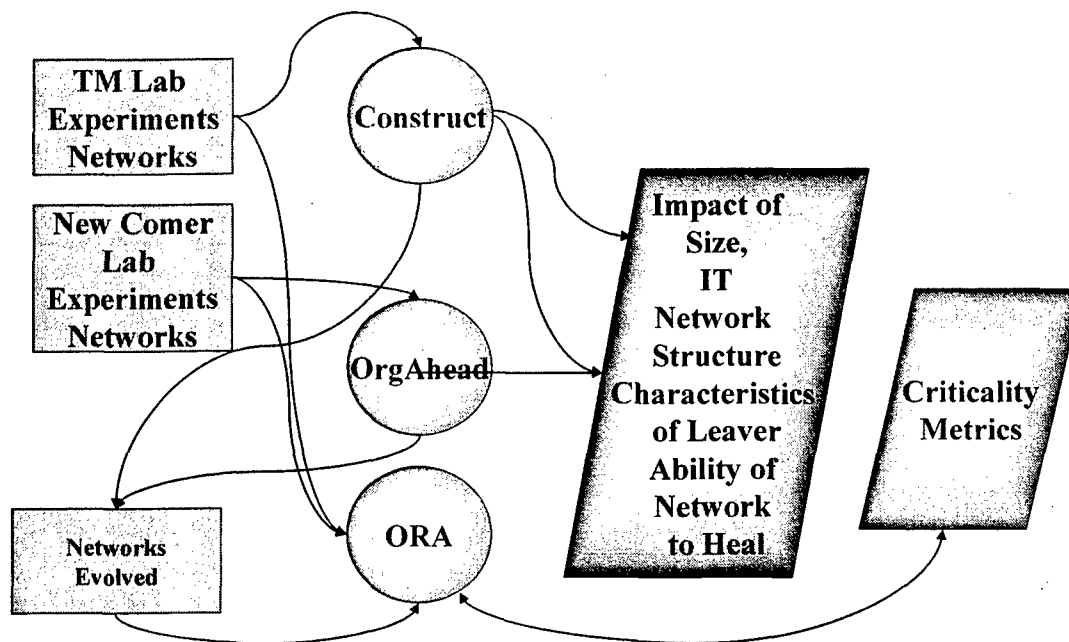 TM Lab
Experiments
Networks
New Comer
Lab
Experiments
Networks
Networks
Evolved
Construct
OrgAhead
ORA
Impact of
Size,
IT
Network
Structure
Characteristics
of Leaver
Ability of
Network
to Heal
Criticality
Metrics